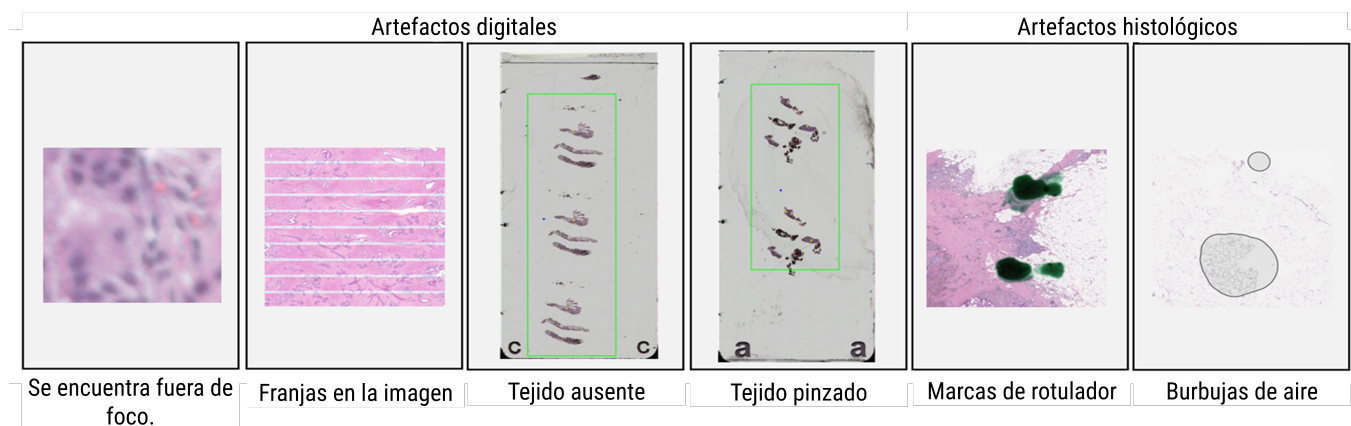 Artefactos digitales
Artefactos histológicos
c
c
a
a
Se encuentra fuera de
foco.
Franjas en la imagen
Tejido ausente
Tejido pinzado
Marcas de rotulador
Burbujas de aire